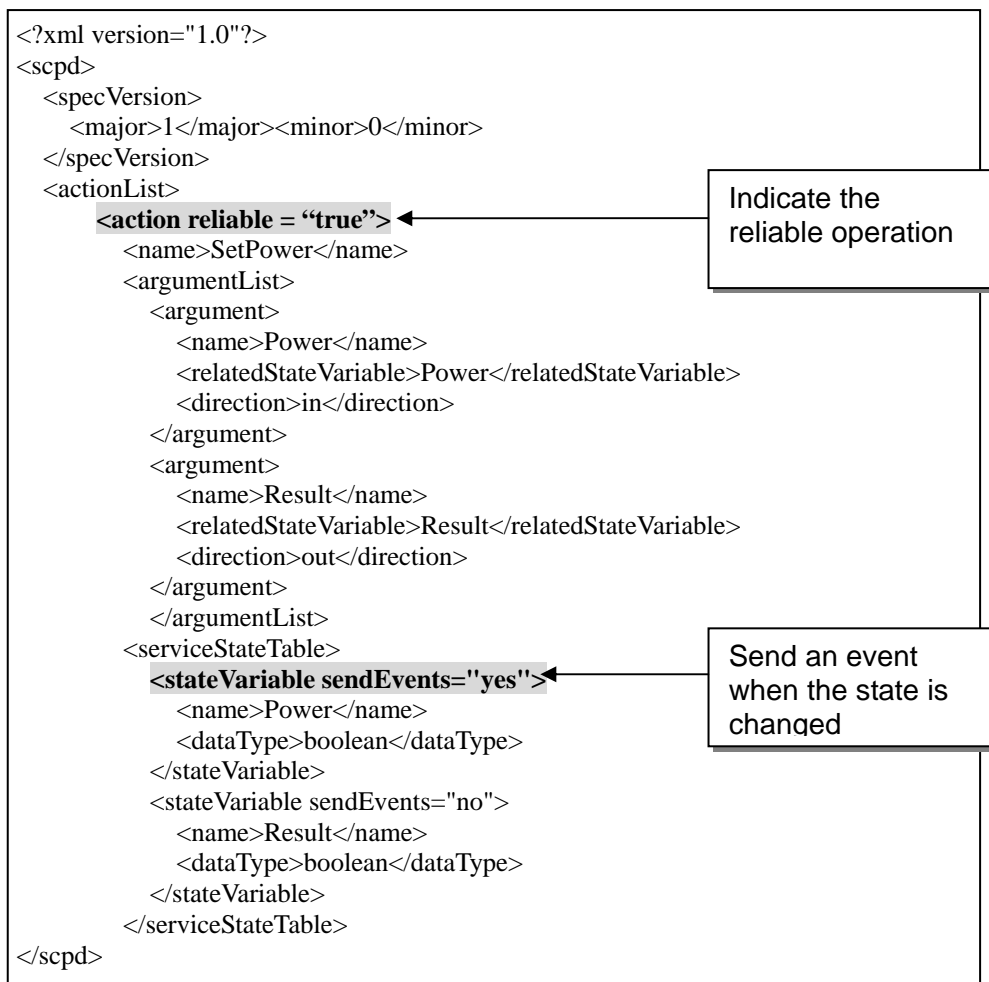 <?xml version="1.0"?>
<scpd>
<specVersion>
<major>1</major><minor>0</minor>
</specVersion>
<actionList>
<action reliable = “true”>
<name>SetPower</name>
<argumentList>
<argument>
<name>Power</name>
<relatedStateVariable>Power</relatedStateVariable>
<direction>in</direction>
</argument>
<argument>
<name>Result</name>
<relatedStateVariable>Result</relatedStateVariable>
<direction>out</direction>
</argument>
</argumentList>
<serviceStateTable>
<stateVariable sendEvents="yes">
<name>Power</name>
<dataType>boolean</dataType>
</stateVariable>
<stateVariable sendEvents="no">
<name>Result</name>
<dataType>boolean</dataType>
</stateVariable>
</serviceStateTable>
</scpd>
Indicate the
reliable operation
Send an event
when the state is
changed